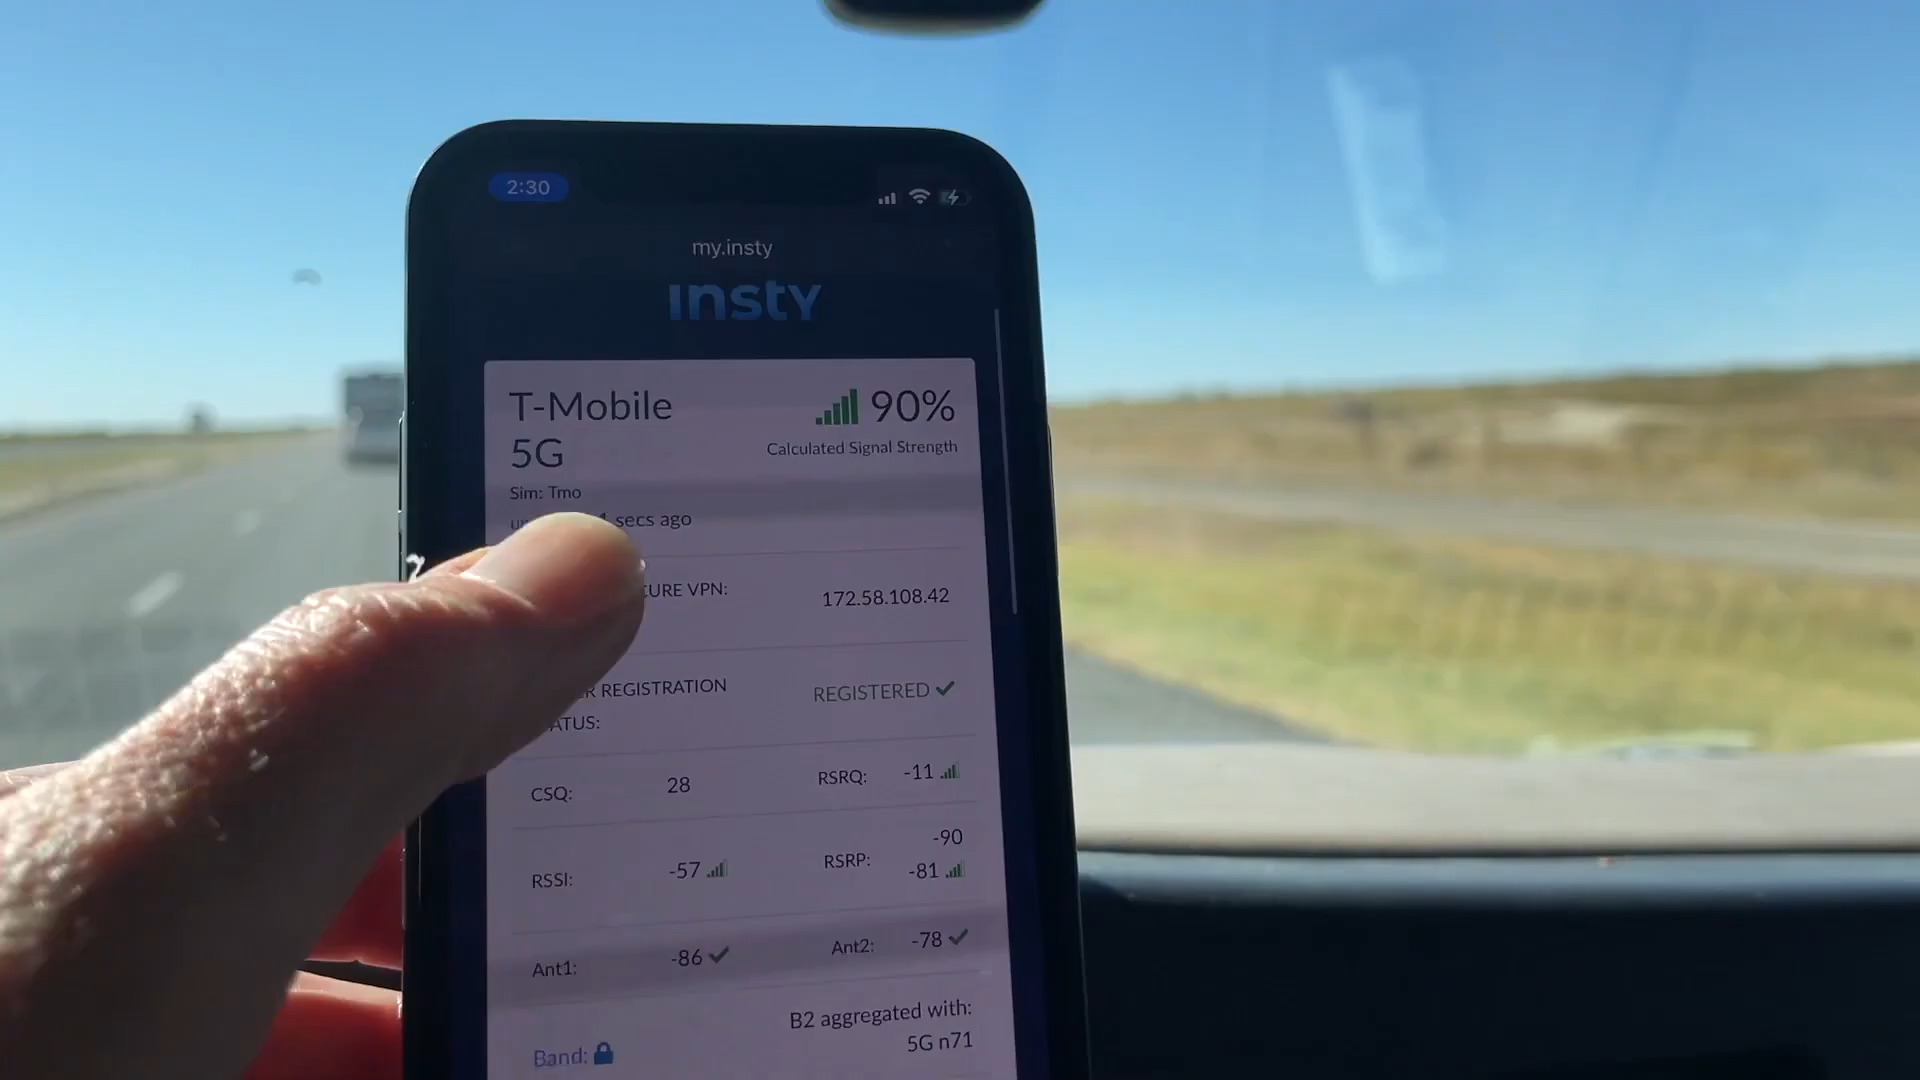 2:30
my.insty
insty
T-Mobile
5G
90%
Calculated Signal Strength
Sim: Tmo
secs ago
VPN:
172.58.108.42
REGISTRATION
REGISTERED
CSQ:
28
RSRQ:
-11
RSSI:
-57
RSRP:
-90
-81
Ant1:
-86
Ant2:
-78
Band:
B2 aggregated with:
5G n71